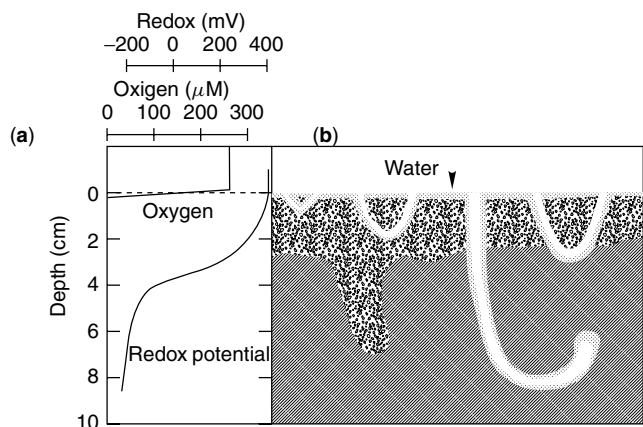 Redox (mV)
−200 0 200 400
Oxigen (μM)
0 100 200 300
(a)
(b)
Water
0
Oxygen
2
4
6
Redox potential
8
10
Depth (cm)